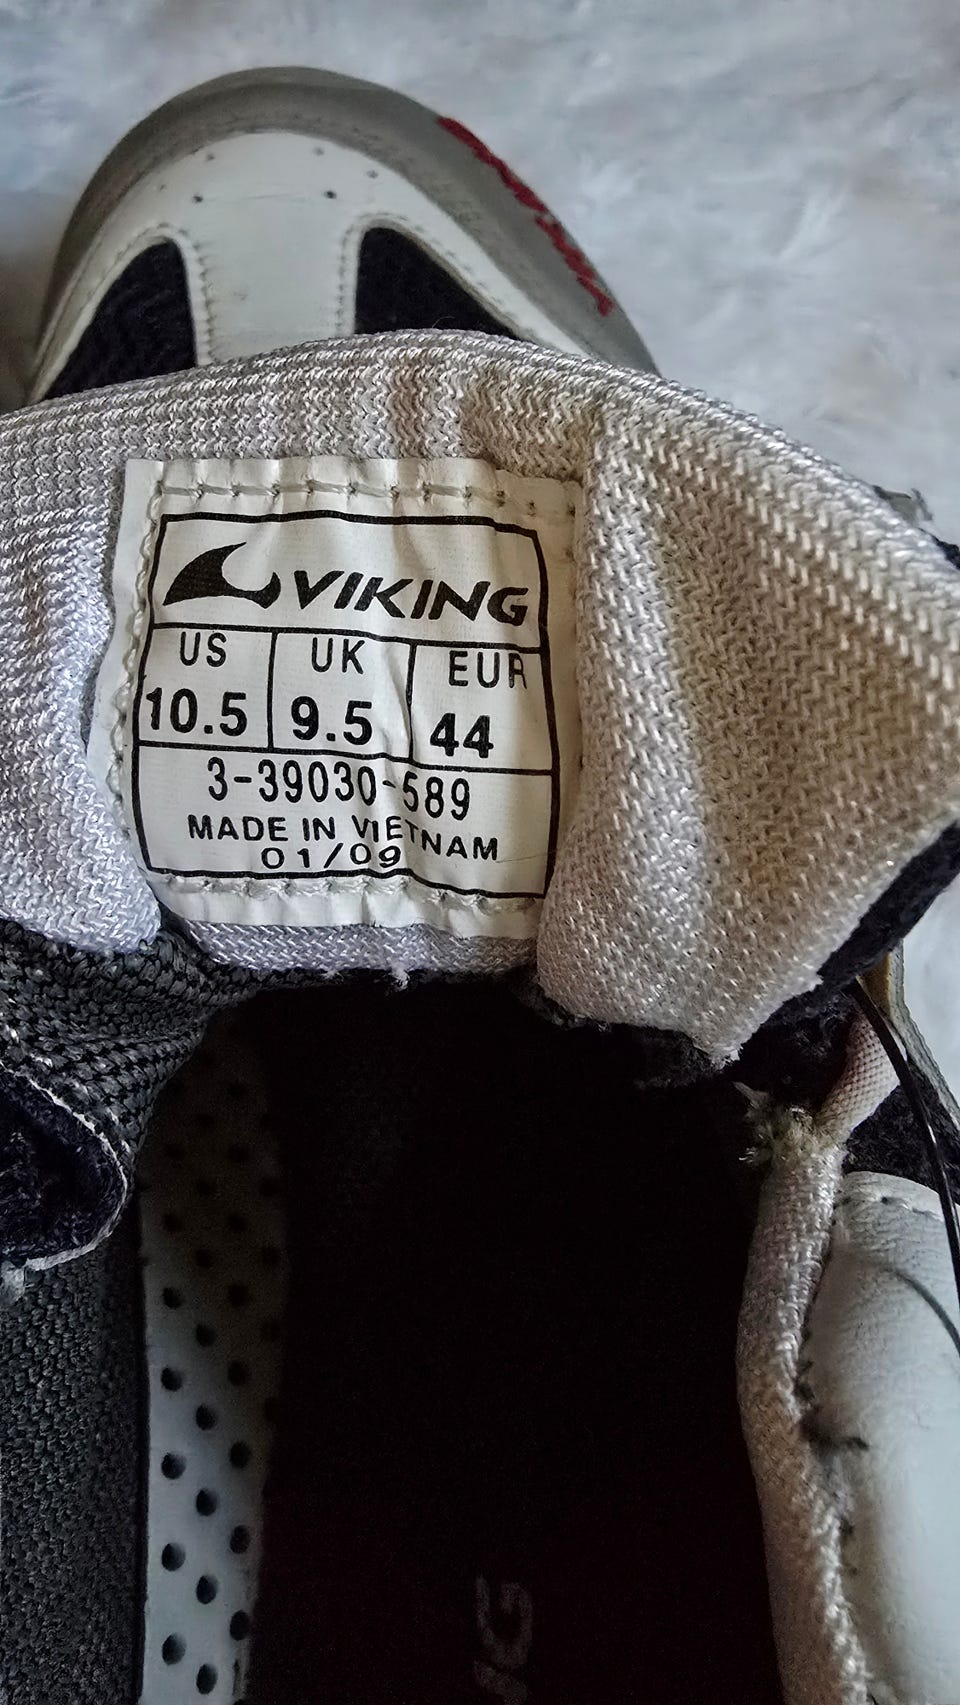 VIKING
US UK EUR
10.5 9.5 44
3-39030-589
MADE IN VIETNAM
01/09